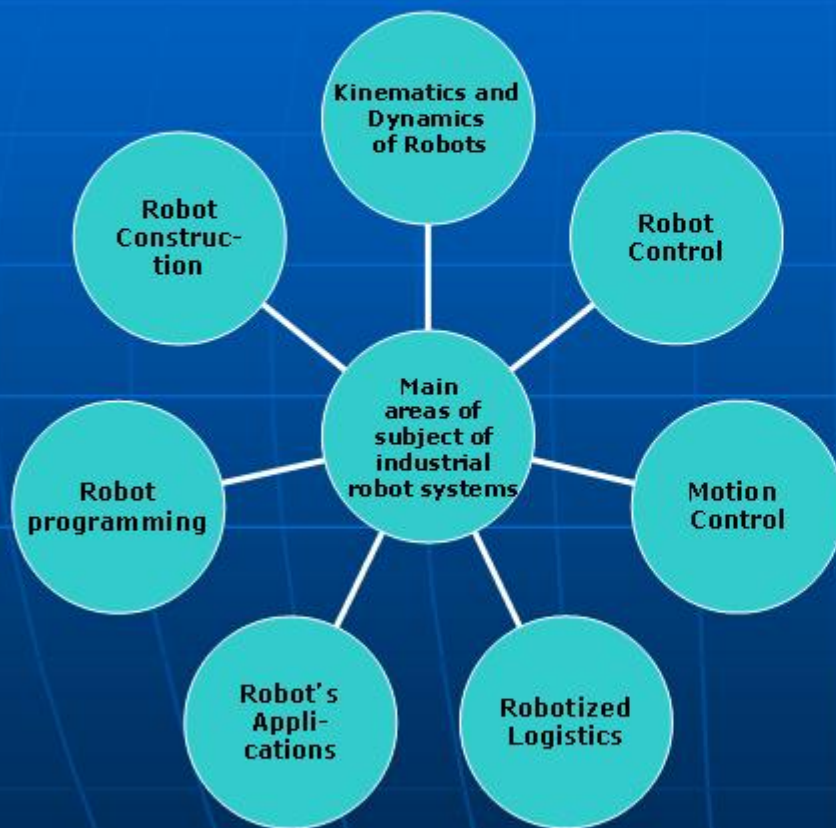 Kinematics and
Dynamics
of Robots
Robot
Construc-
tion
Robot
Control
Main
areas of
subject of
industrial
robot systems
Robot
programming
Motion
Control
Robot's
Appli-
cations
Robotized
Logistics